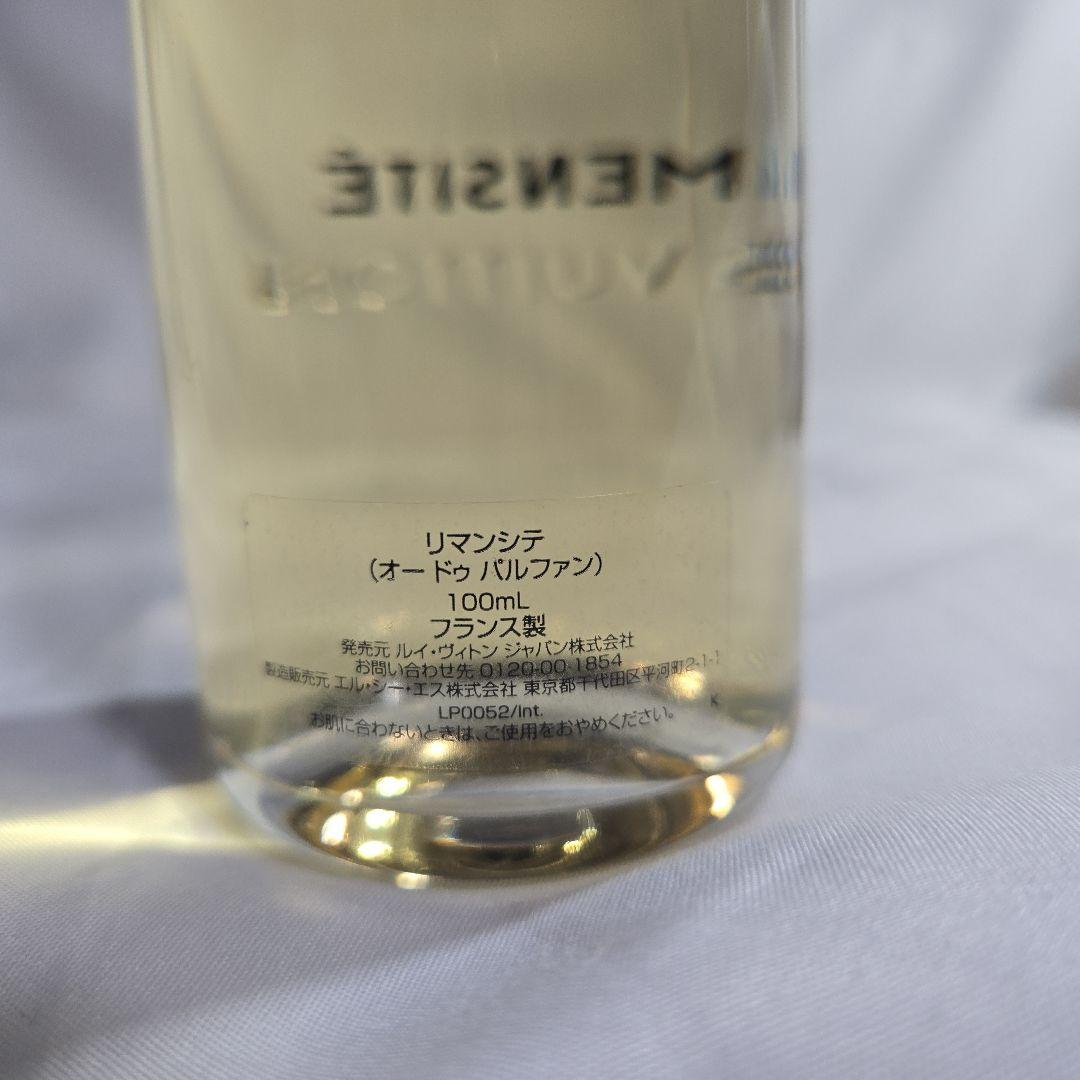 MENSITÉ
VUITTON
リマンシテ
(オー ドゥ パルファン)
100mL
フランス製
発売元 ルイ・ヴィトン ジャパン株式会社
お問い合わせ先 0120-00-1854
製造販売元 エル・シー・エス株式会社 東京都千代田区平河町2-1-1
LP0052/Int.
K
お肌に合わないときは、ご使用をおやめください。